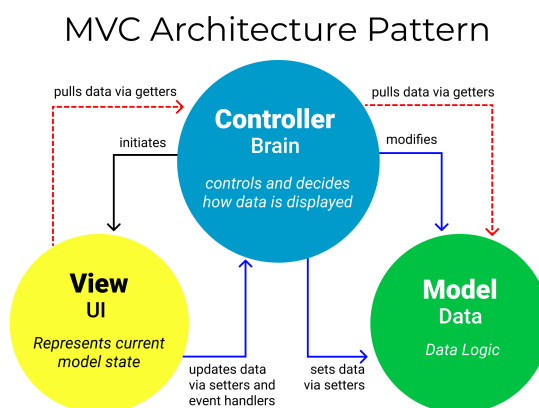 MVC Architecture Pattern
pulls data via getters
pulls data via getters
Controller
Brain
controls and decides
how data is displayed
initiates
modifies
View
UI
Represents current
model state
Model
Data
Data Logic
updates data
via setters and
event handlers
sets data
via setters